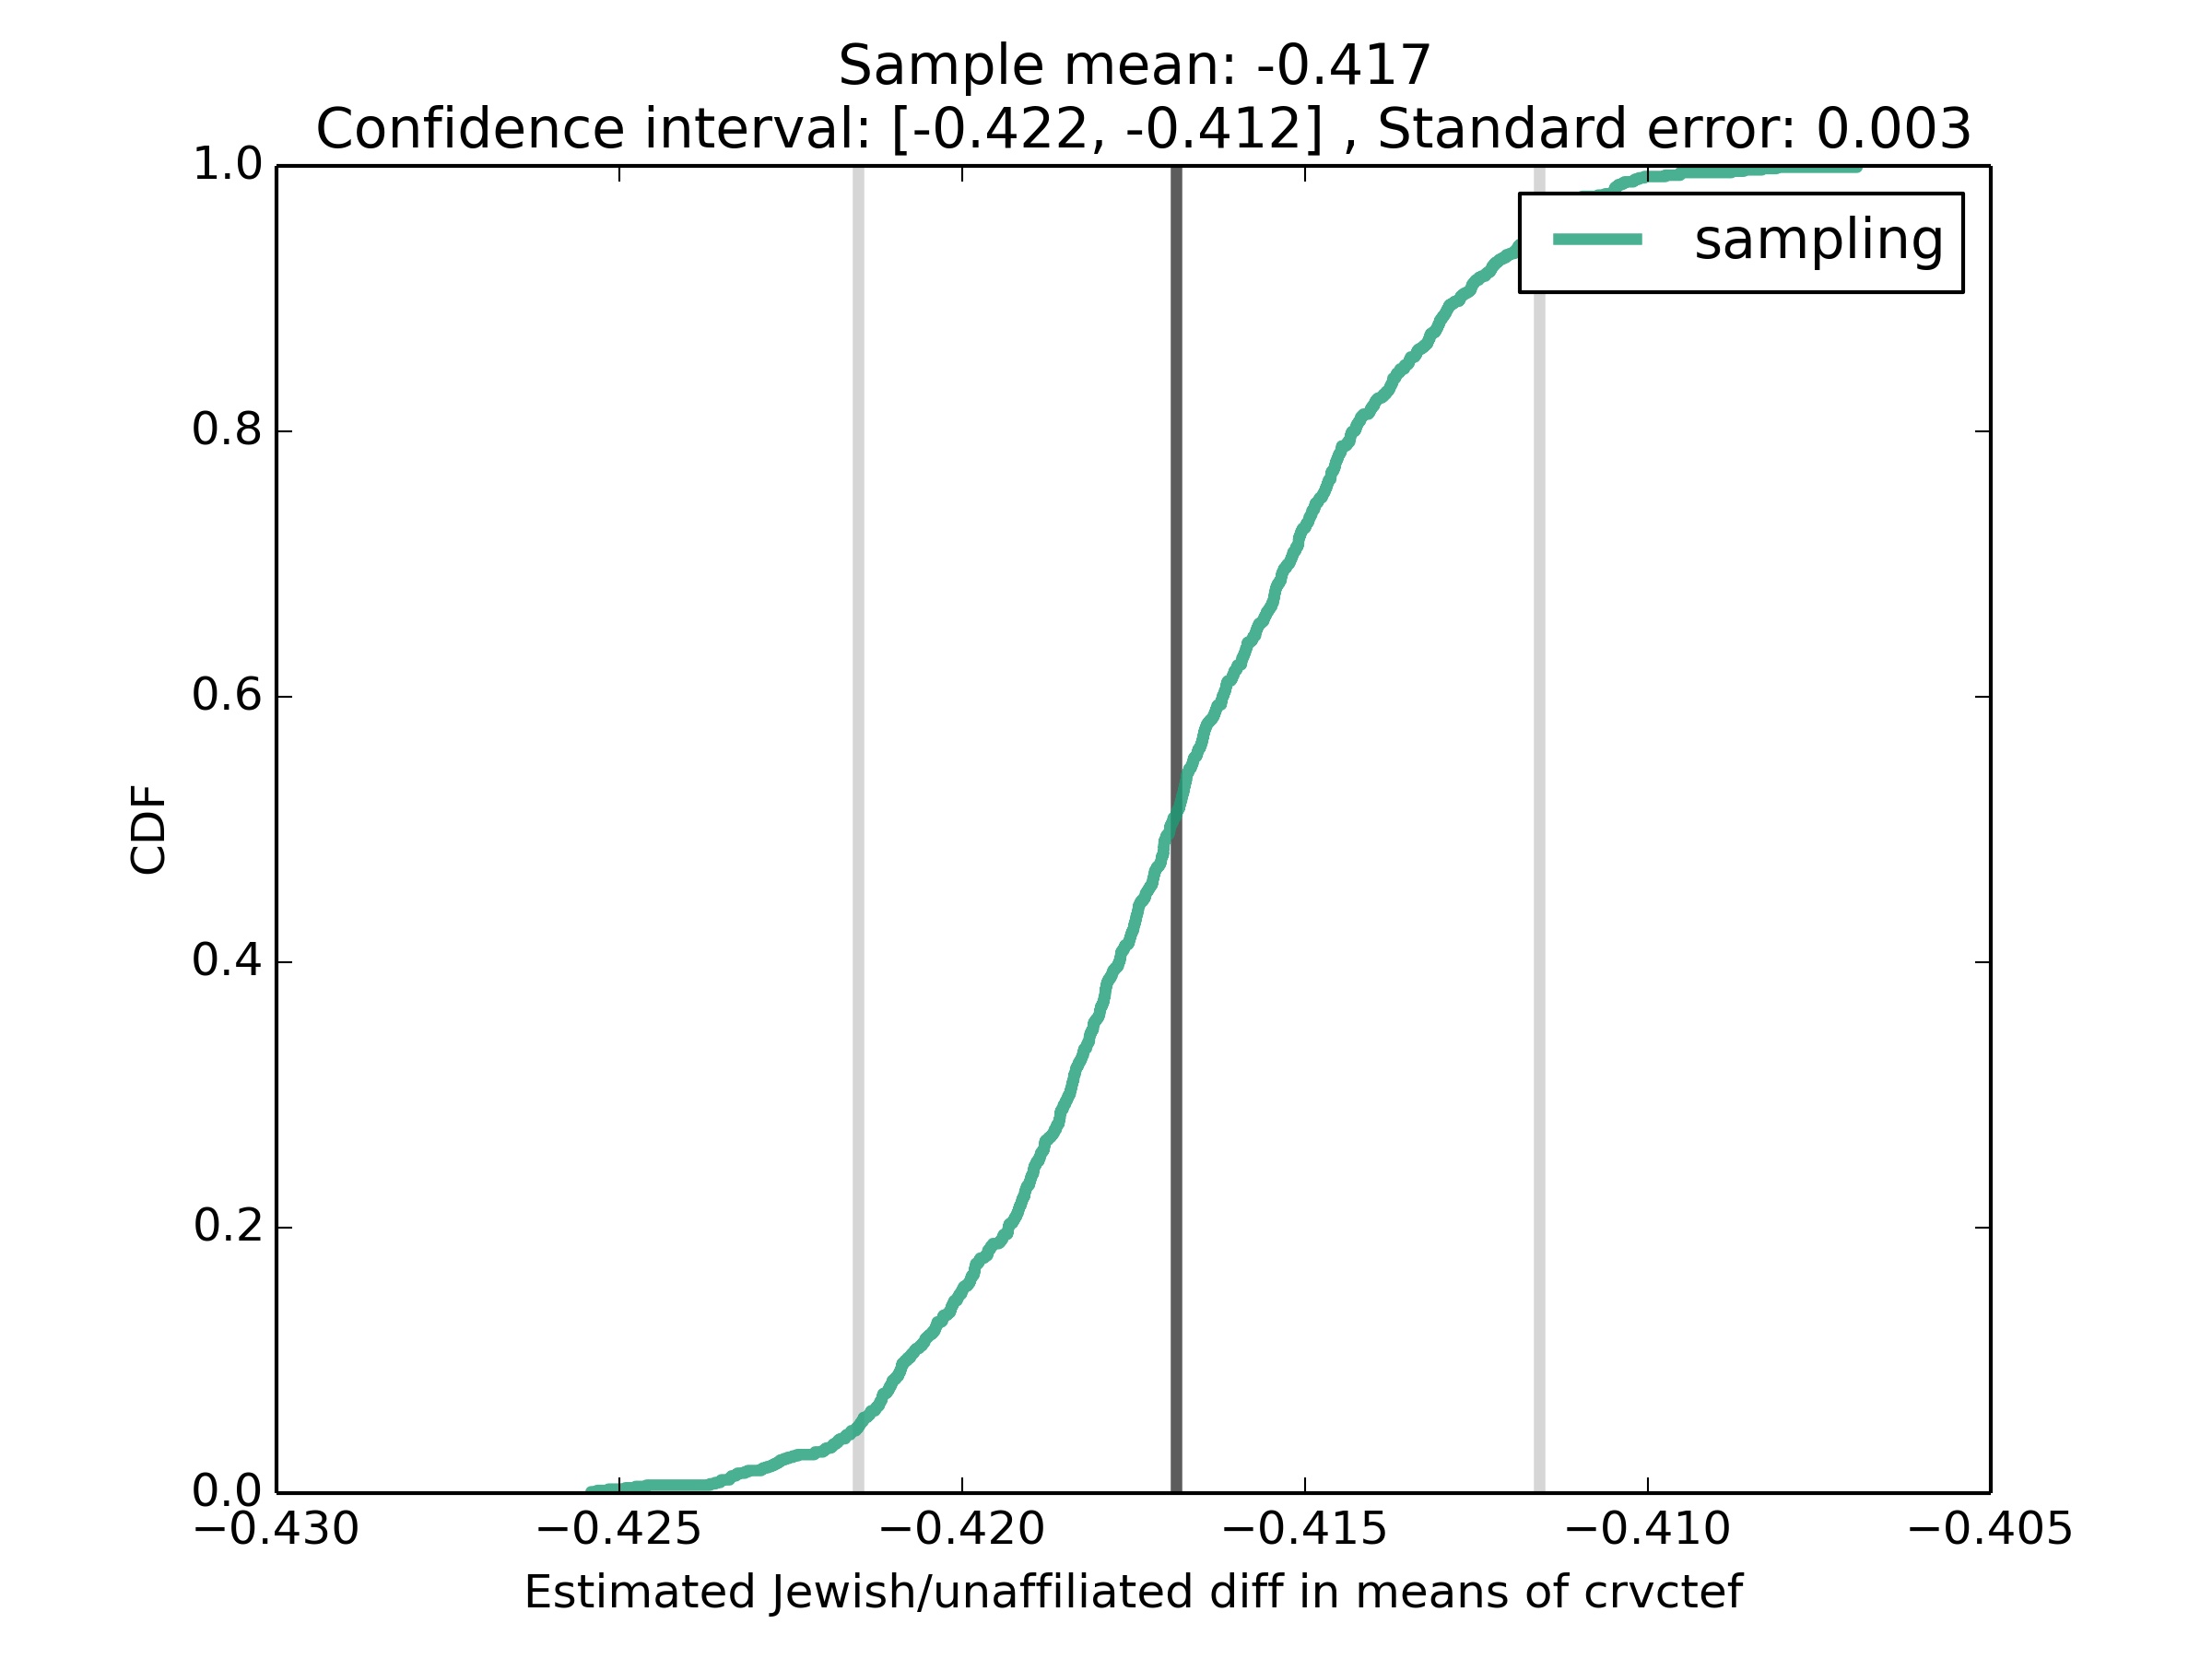 Sample mean: -0.417
Confidence interval: [-0.422, -0.412] , Standard error: 0.003
sampling
1.0
0.8
0.6
0.4
0.2
0.0
CDF
−0.430 −0.425 −0.420 −0.415 −0.410 −0.405
Estimated Jewish/unaffiliated diff in means of crvctef